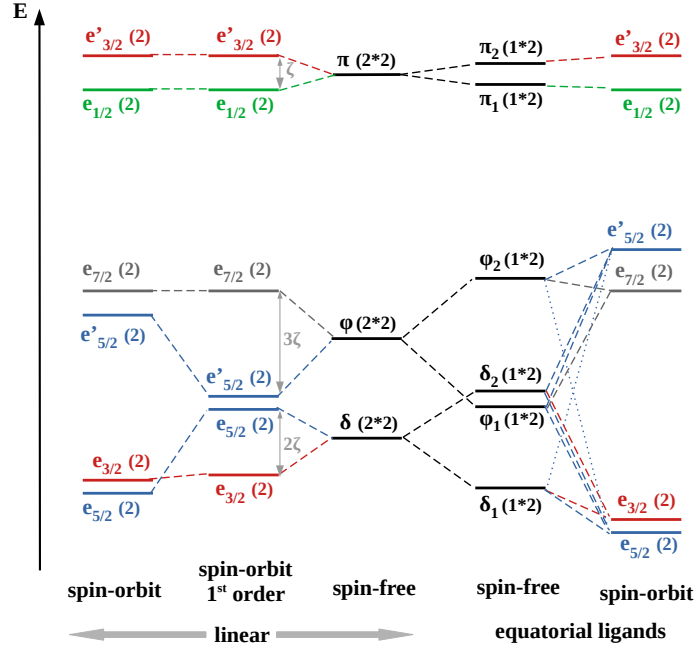 E
e'3/2 (2)
e'3/2 (2)
π (2*2)
π2 (1*2)
e'3/2 (2)
ζ
e1/2 (2)
e1/2 (2)
π1 (1*2)
e1/2 (2)
e'5/2 (2)
e7/2 (2)
e7/2 (2)
φ2 (1*2)
e7/2 (2)
φ (2*2)
e'5/2 (2)
3ζ
e'5/2 (2)
δ2 (1*2)
e5/2 (2)
δ (2*2)
φ1 (1*2)
2ζ
e3/2 (2)
e3/2 (2)
e5/2 (2)
δ1 (1*2)
e3/2 (2)
e5/2 (2)
spin-orbit
spin-orbit
1st order
spin-free
spin-free
spin-orbit
linear
equatorial ligands